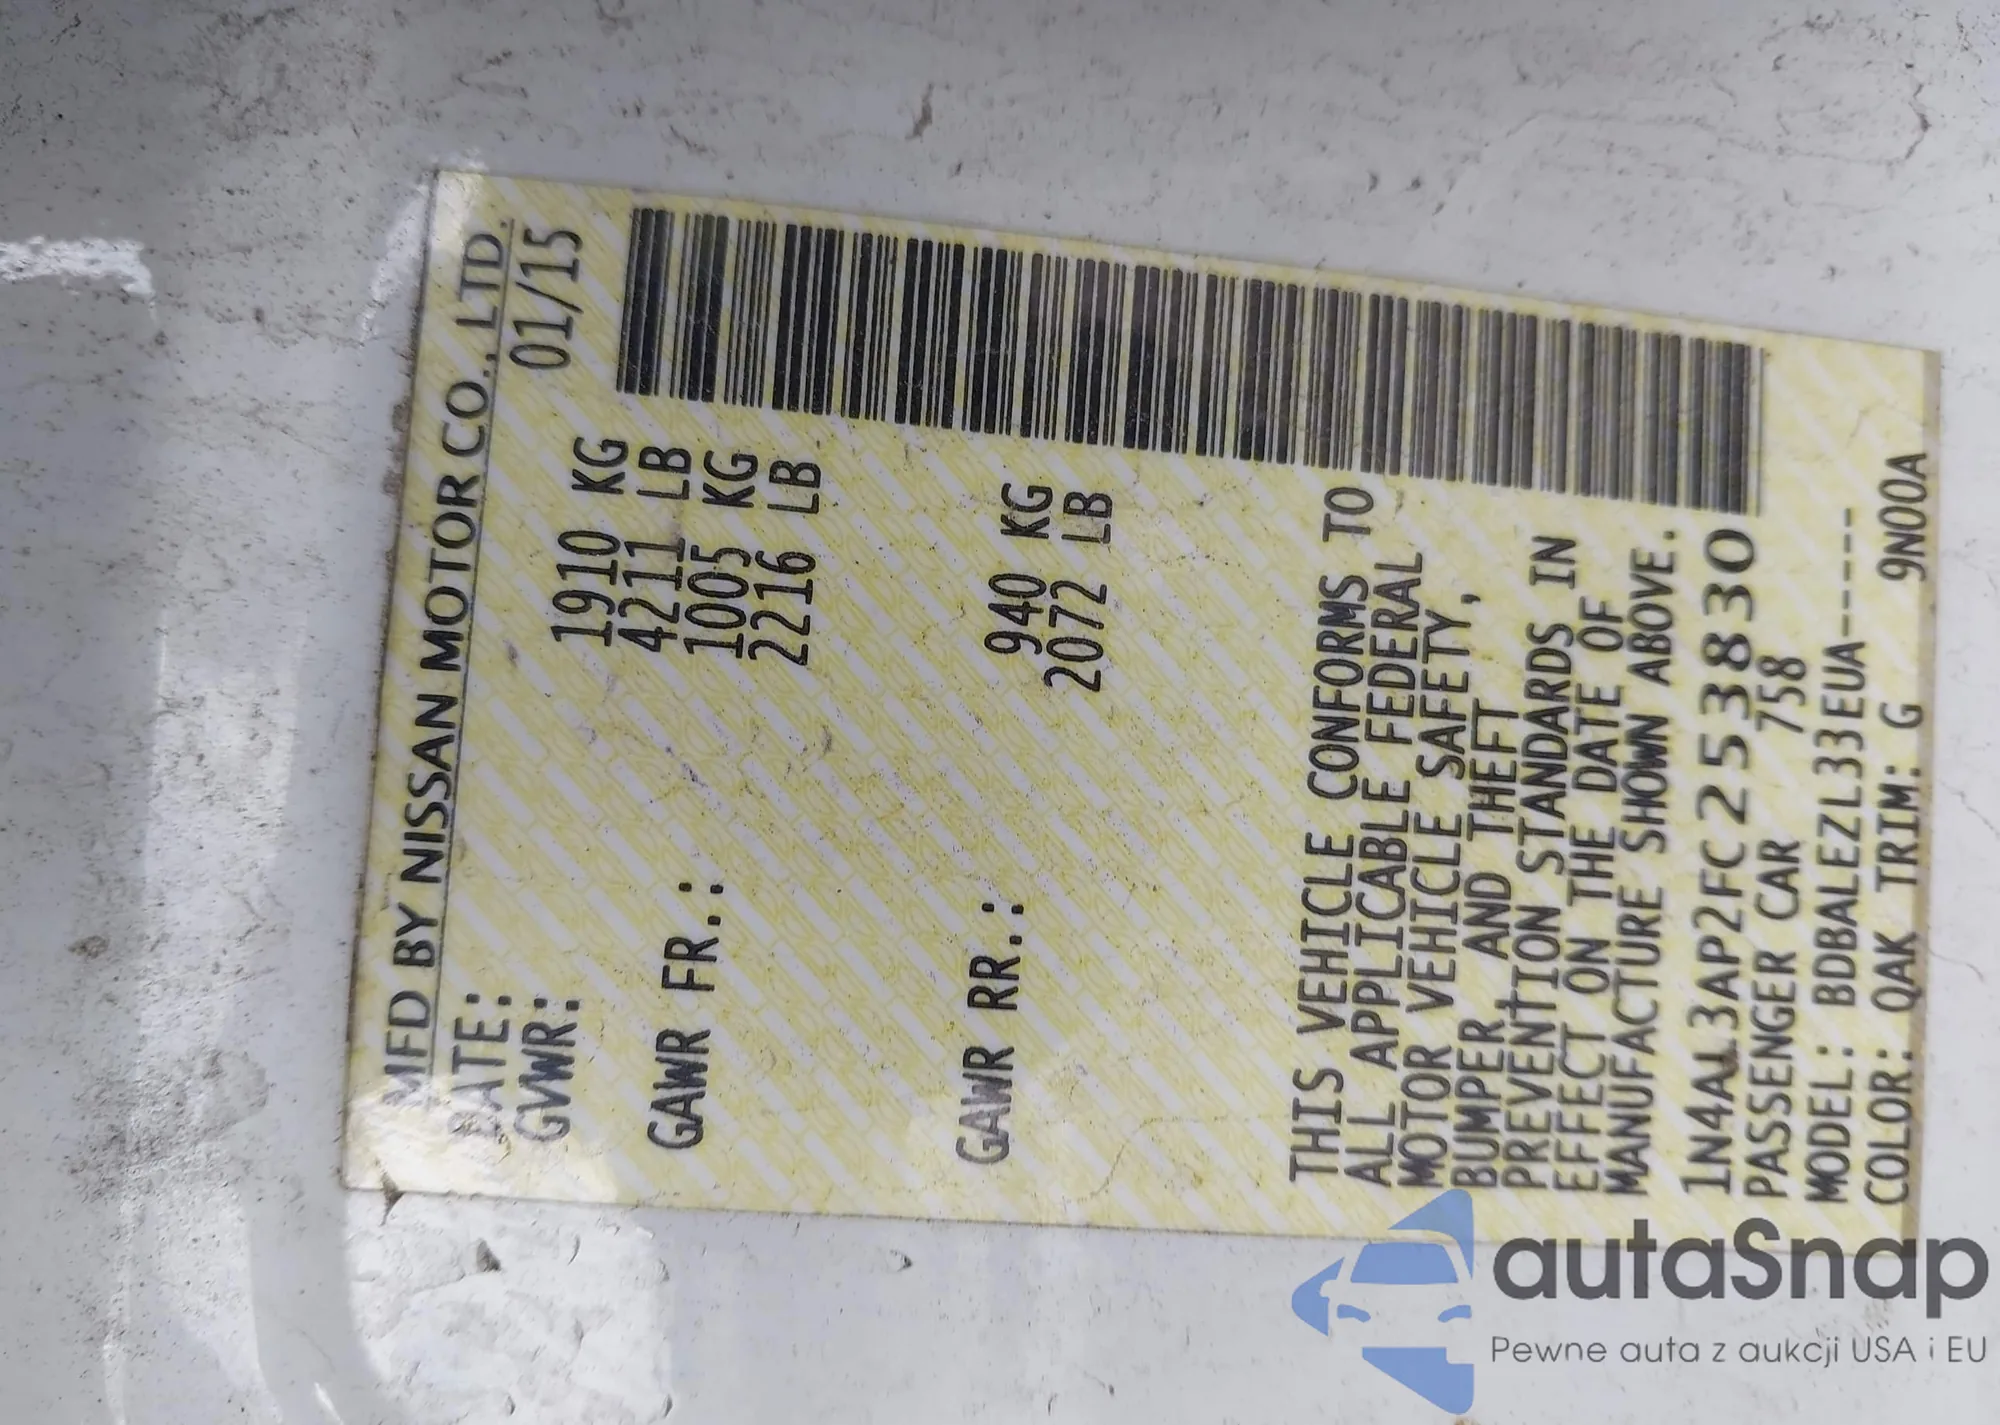 MFD BY NISSAN MOTOR CO., LTD.
DATE: 01/15
GVWR: 1910 KG
4211 LB
GAWR FR.: 1005 KG
2216 LB
GAWR RR.: 940 KG
2072 LB
THIS VEHICLE CONFORMS TO
ALL APPLICABLE FEDERAL
MOTOR VEHICLE SAFETY,
BUMPER AND THEFT
PREVENTION STANDARDS IN
EFFECT ON THE DATE OF
MANUFACTURE SHOWN ABOVE.
1N4AL3AP2FC253830
PASSENGER CAR 758
MODEL: BDBALEZL33EUA-----
COLOR: QAK TRIM: G 9N00A
autaSnap
Pewne auta z aukcji USA i EU